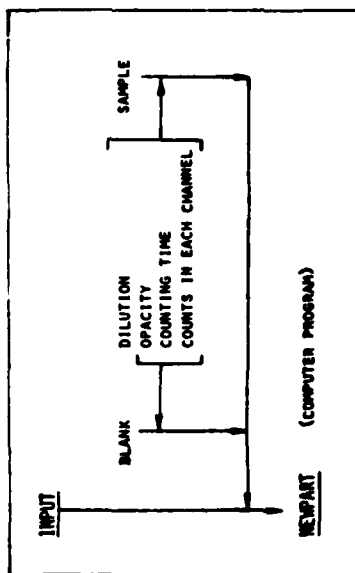 INPUT
BLANK
DILUTION
OPACITY
COUNTING TIME
COUNTS IN EACH CHANNEL
SAMPLE
NEWPART
(COMPUTER PROGRAM)